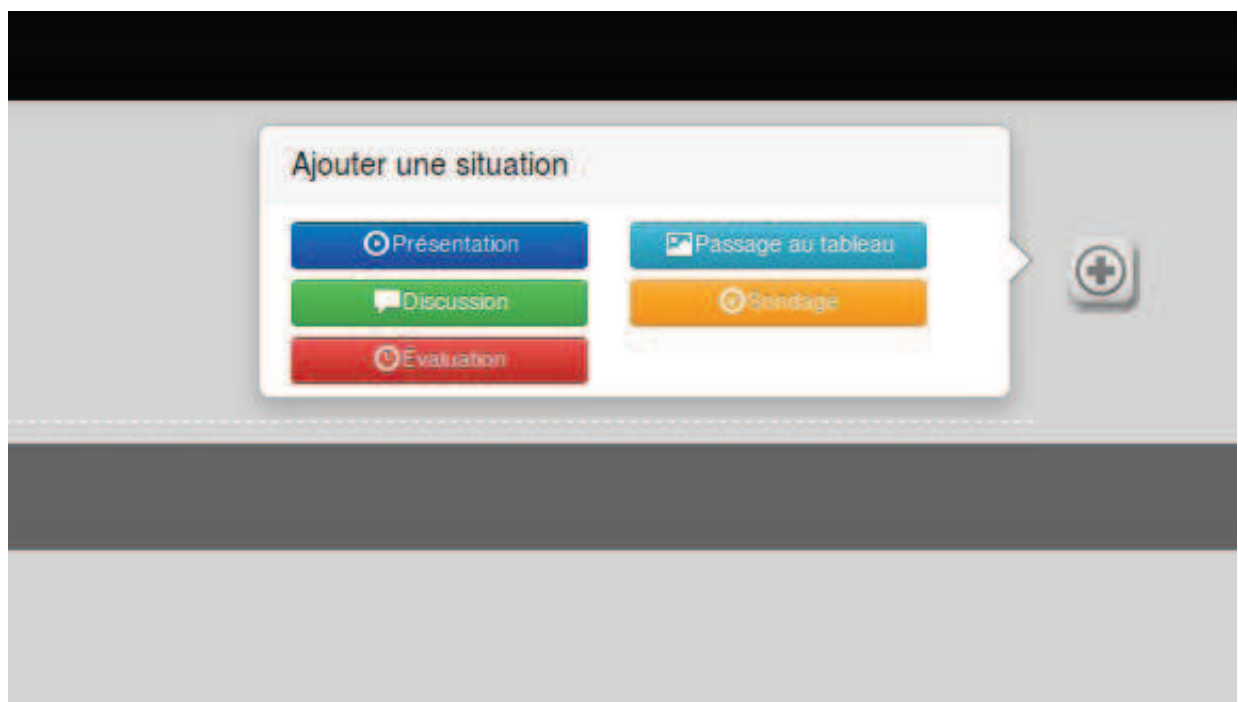 Ajouter une situation
Présentation
Passage au tableau
Discussion
Sondage
Évaluation